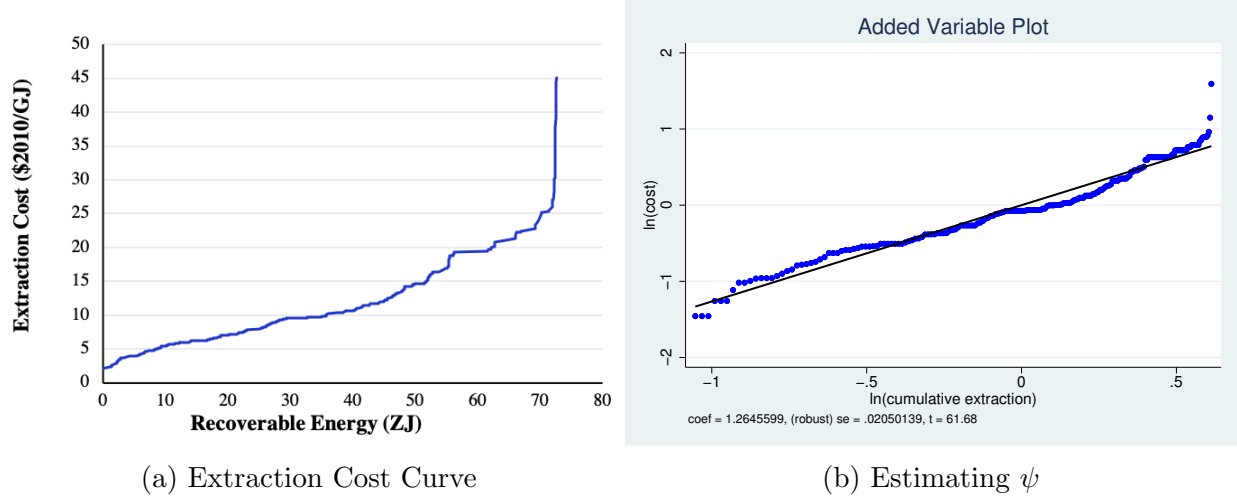 Extraction Cost ($2010/GJ)
50
45
40
35
30
25
20
15
10
5
0
0 10 20 30 40 50 60 70 80
Recoverable Energy (ZJ)
(a) Extraction Cost Curve
Added Variable Plot
ln(cost)
2
1
0
−1
−2
−1 −.5 0 .5
ln(cumulative extraction)
coef = 1.2645599, (robust) se = .02050139, t = 61.68
(b) Estimating ψ